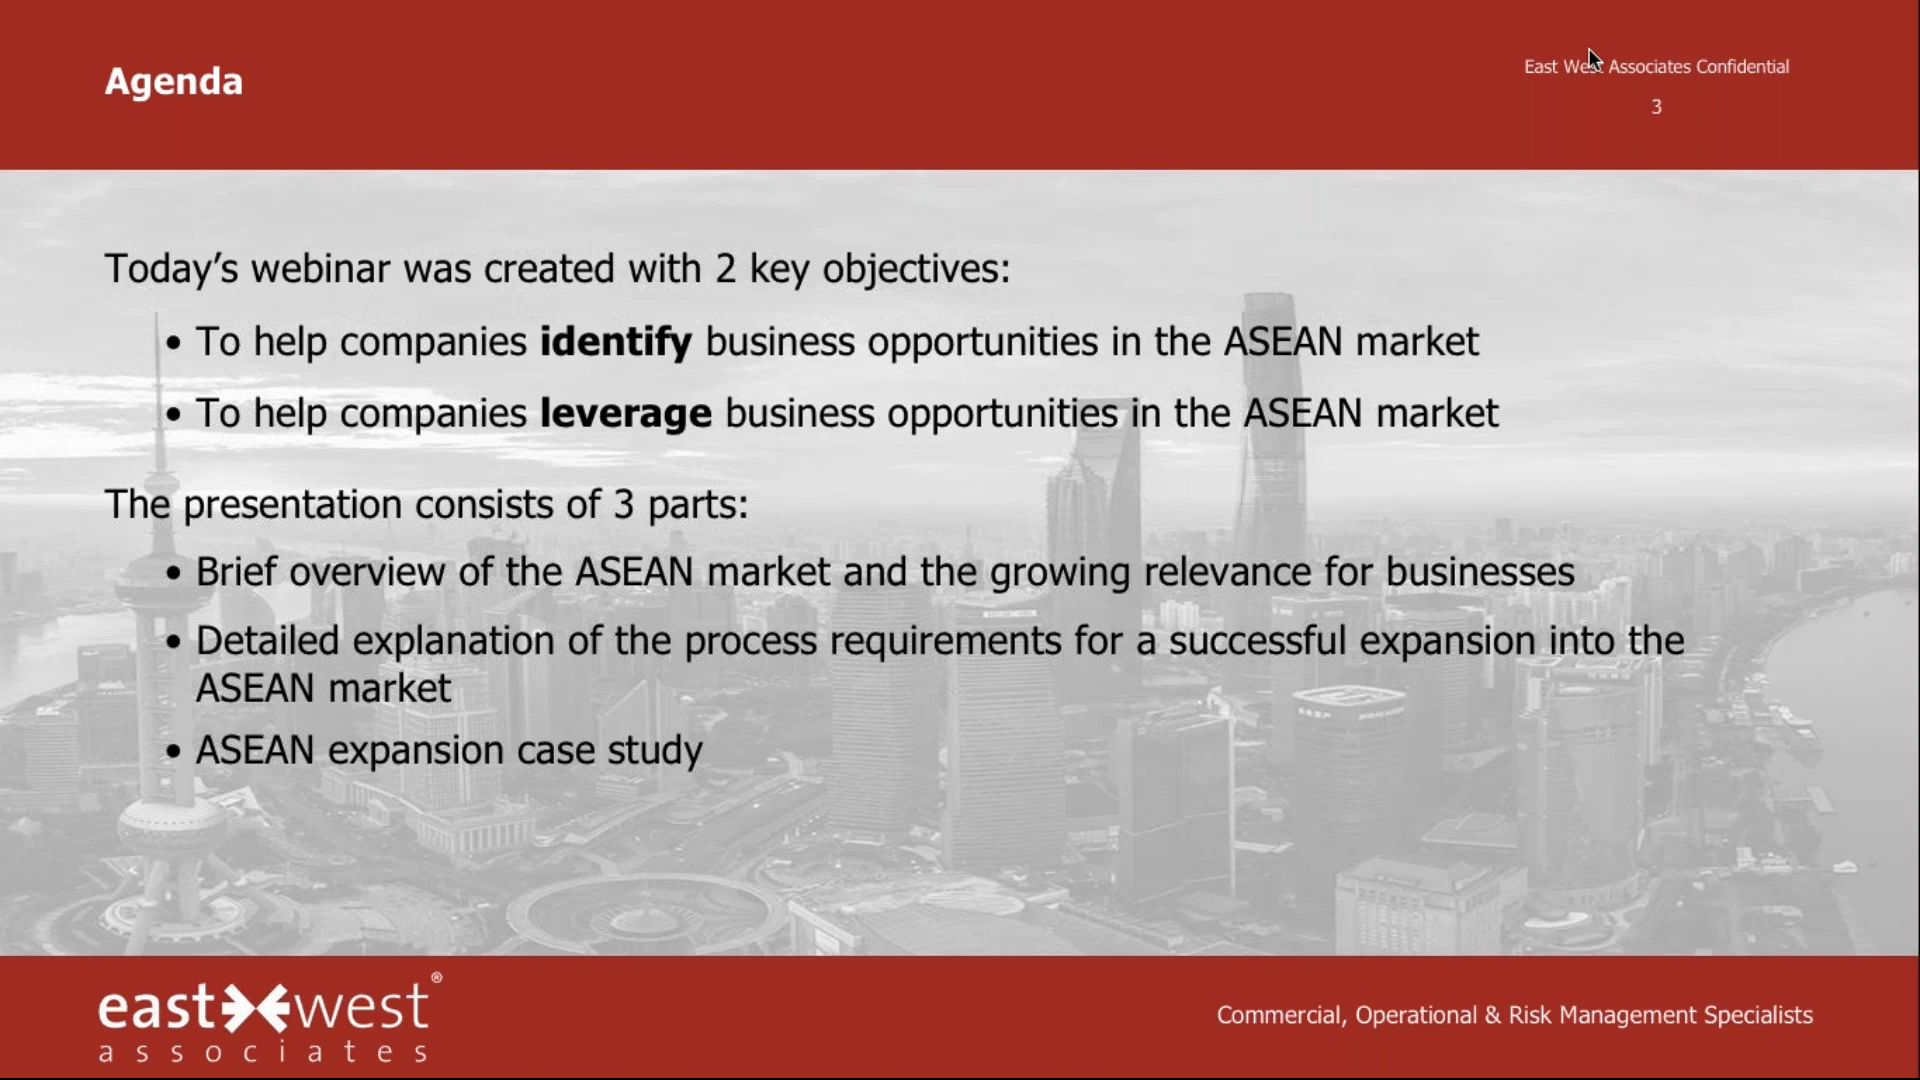 Agenda
East West Associates Confidential
3
Today’s webinar was created with 2 key objectives:
• To help companies identify business opportunities in the ASEAN market
• To help companies leverage business opportunities in the ASEAN market
The presentation consists of 3 parts:
• Brief overview of the ASEAN market and the growing relevance for businesses
• Detailed explanation of the process requirements for a successful expansion into the
ASEAN market
• ASEAN expansion case study
east west®
associates
Commercial, Operational & Risk Management Specialists